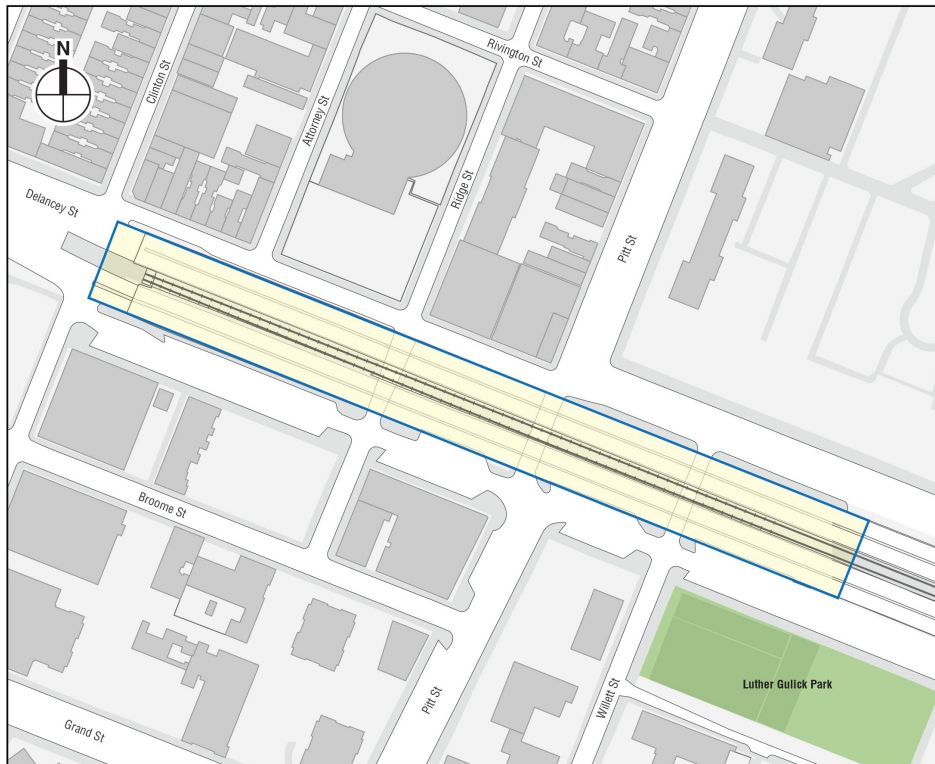 Rivington St
N
Clinton St
Attorney St
Ridge St
Delancey St
Pitt St
Broome St
Luther Gulick Park
Willett St
Pitt St
Grand St